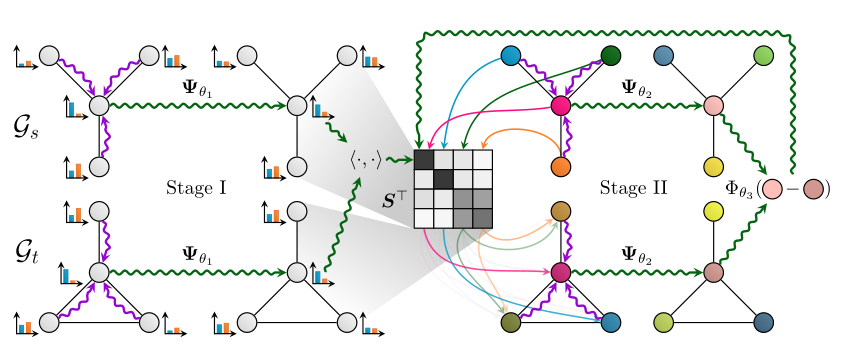 Ψθ₁
Ψθ₂
𝒢ₛ
⟨·, ·⟩
Stage I
S⊤
Stage II
Φθ₃( − )
𝒢ₜ
Ψθ₁
Ψθ₂